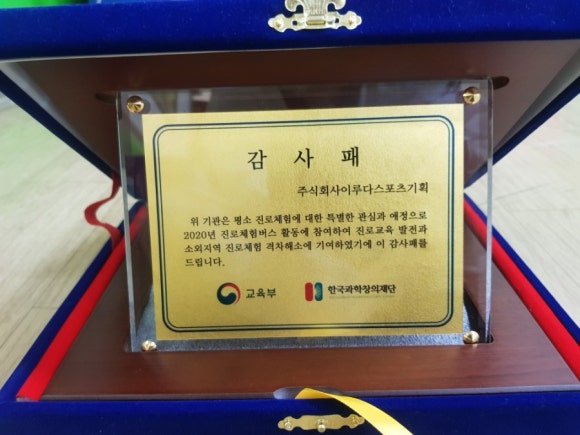 감 사 패
주식회사이루다스포츠기획
위 기관은 평소 진로체험에 대한 특별한 관심과 애정으로
2020년 진로체험버스 활동에 참여하여 진로교육 발전과
소외지역 진로체험 격차해소에 기여하였기에 이 감사패를
드립니다.
교육부 한국과학창의재단